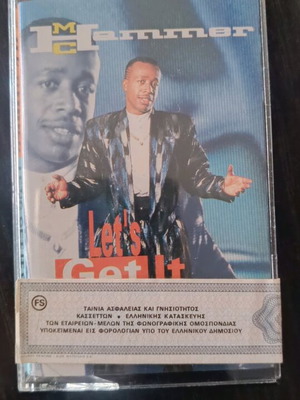 MC Hammer
Let's
Get It
FS
ΤΑΙΝΙΑ ΑΣΦΑΛΕΙΑΣ ΚΑΙ ΓΝΗΣΙΟΤΗΤΟΣ
ΚΑΣΣΕΤΤΩΝ • ΕΛΛΗΝΙΚΗΣ ΚΑΤΑΣΚΕΥΗΣ
ΤΩΝ ΕΤΑΙΡΕΙΩΝ-ΜΕΛΩΝ ΤΗΣ ΦΩΝΟΓΡΑΦΙΚΗΣ ΟΜΟΣΠΟΝΔΙΑΣ
ΥΠΟΚΕΙΜΕΝΑΙ ΕΙΣ ΦΟΡΟΛΟΓΙΑΝ ΥΠΟ ΤΟΥ ΕΛΛΗΝΙΚΟΥ ΔΗΜΟΣΙΟΥ